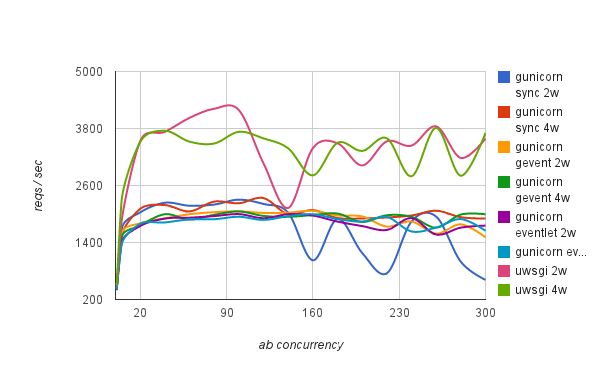 5000
3800
2600
1400
200
reqs / sec
20
90
160
230
300
ab concurrency
gunicorn
sync 2w
gunicorn
sync 4w
gunicorn
gevent 2w
gunicorn
gevent 4w
gunicorn
eventlet 2w
gunicorn ev...
uwsgi 2w
uwsgi 4w